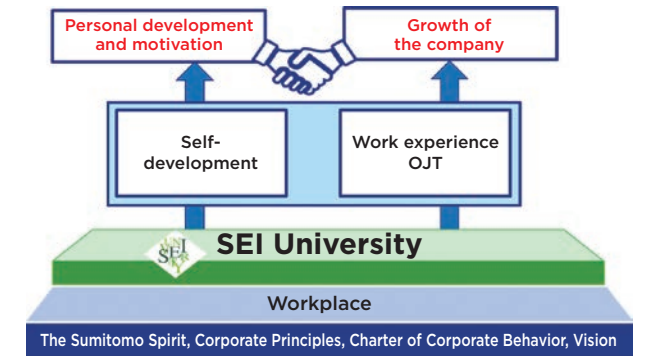 Personal development
and motivation
Growth of
the company
Self-
development
Work experience
OJT
SEI University
Workplace
The Sumitomo Spirit, Corporate Principles, Charter of Corporate Behavior, Vision